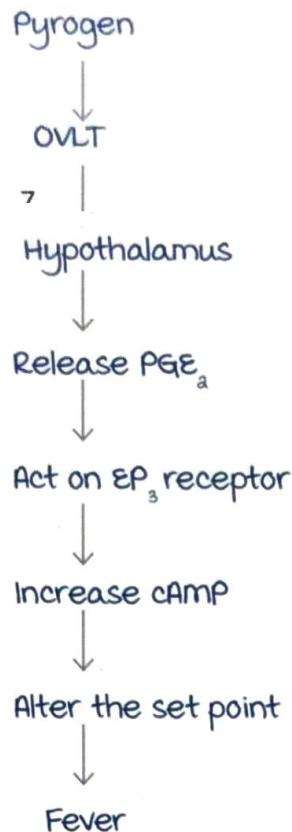 Pyrogen
OVLT
7
Hypothalamus
Release PGE₂
Act on EP₃ receptor
Increase cAMP
Alter the set point
Fever